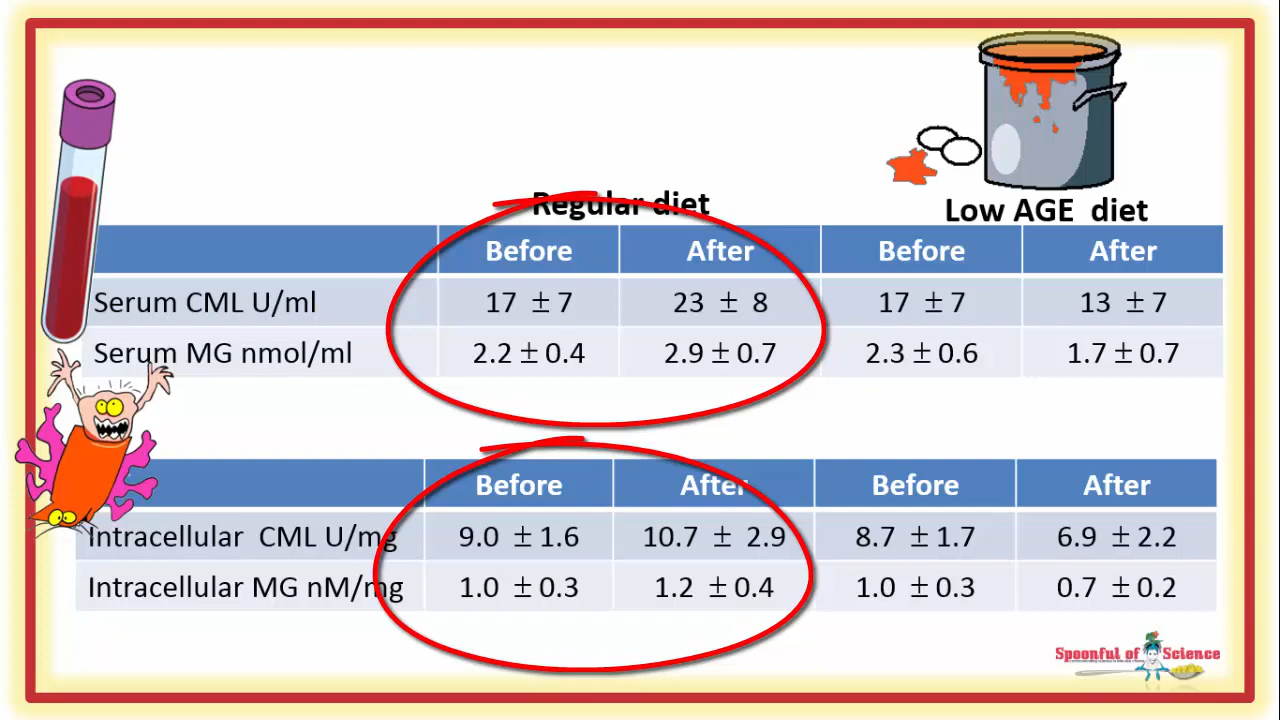 Regular diet
Low AGE diet
Before After Before After
Serum CML U/ml 17 ± 7 23 ± 8 17 ± 7 13 ± 7
Serum MG nmol/ml 2.2 ± 0.4 2.9 ± 0.7 2.3 ± 0.6 1.7 ± 0.7
Before After Before After
Intracellular CML U/mg 9.0 ± 1.6 10.7 ± 2.9 8.7 ± 1.7 6.9 ± 2.2
Intracellular MG nM/mg 1.0 ± 0.3 1.2 ± 0.4 1.0 ± 0.3 0.7 ± 0.2
Spoonful of Science